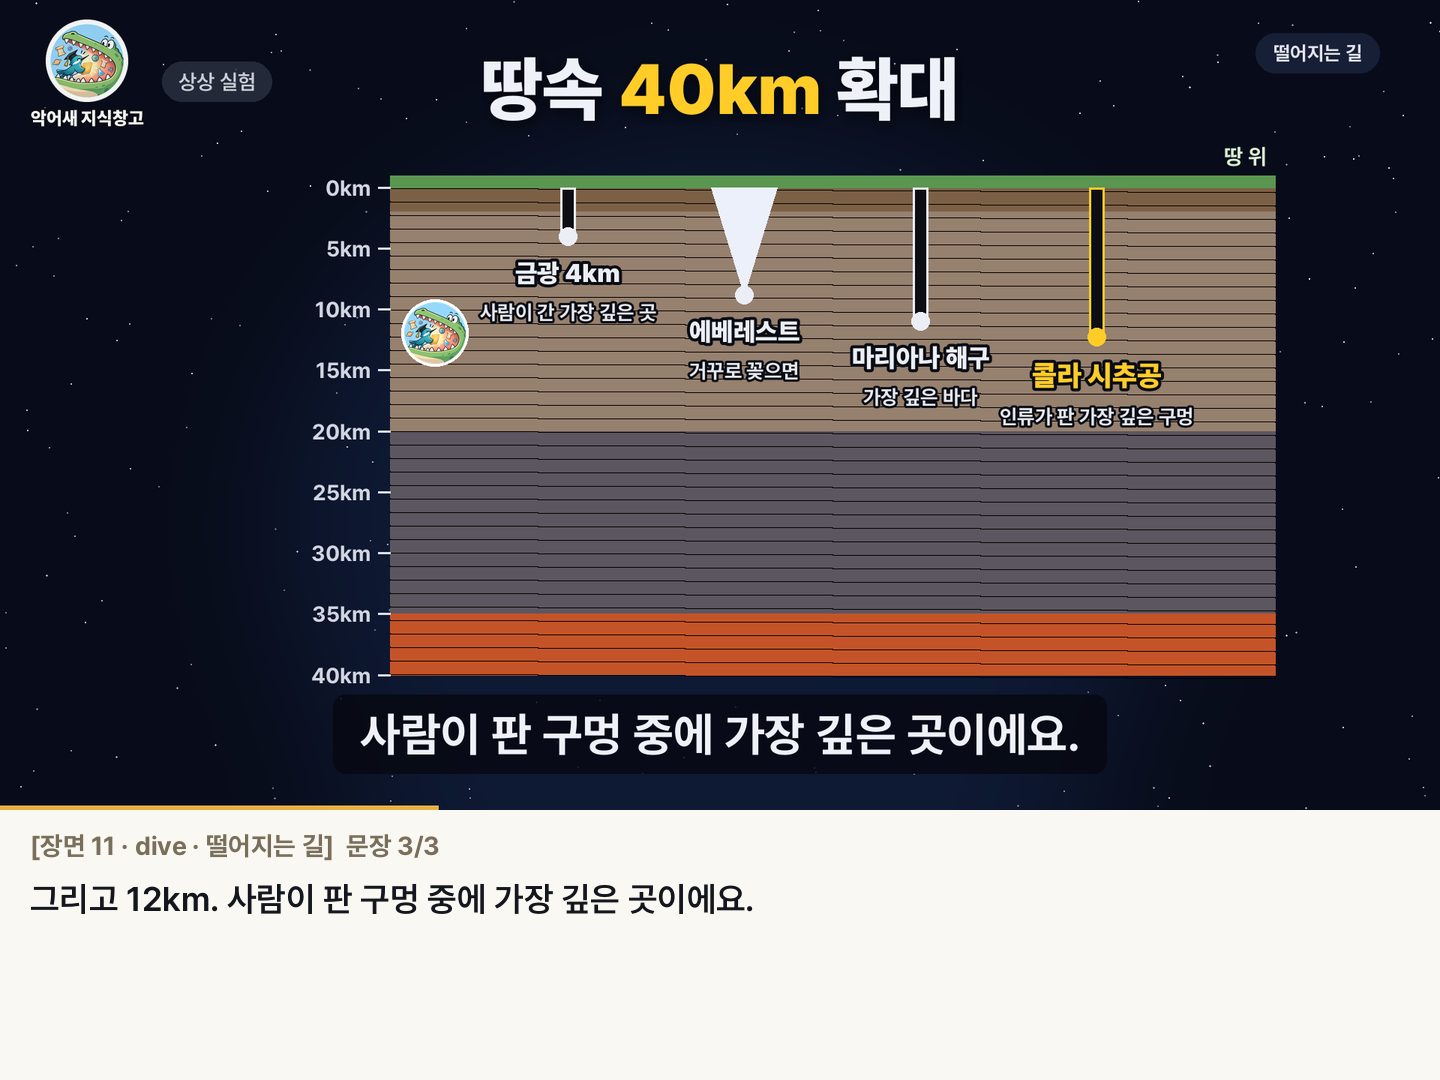 악어새 지식창고
상상 실험
땅속 40km 확대
떨어지는 길
땅 위
0km
5km
10km
15km
20km
25km
30km
35km
40km
금광 4km
사람이 간 가장 깊은 곳
에베레스트
거꾸로 꽂으면
마리아나 해구
가장 깊은 바다
콜라 시추공
인류가 판 가장 깊은 구멍
사람이 판 구멍 중에 가장 깊은 곳이에요.
[장면 11 · dive · 떨어지는 길] 문장 3/3
그리고 12km. 사람이 판 구멍 중에 가장 깊은 곳이에요.